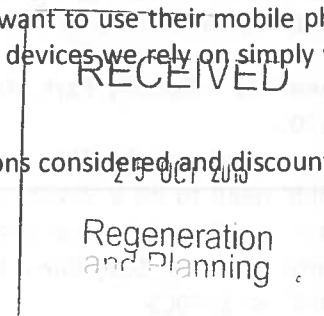 want to use their mobile ph
devices we rely on simply
RECEIVED
ons considered and discount
OCT
Regeneration
and Planning